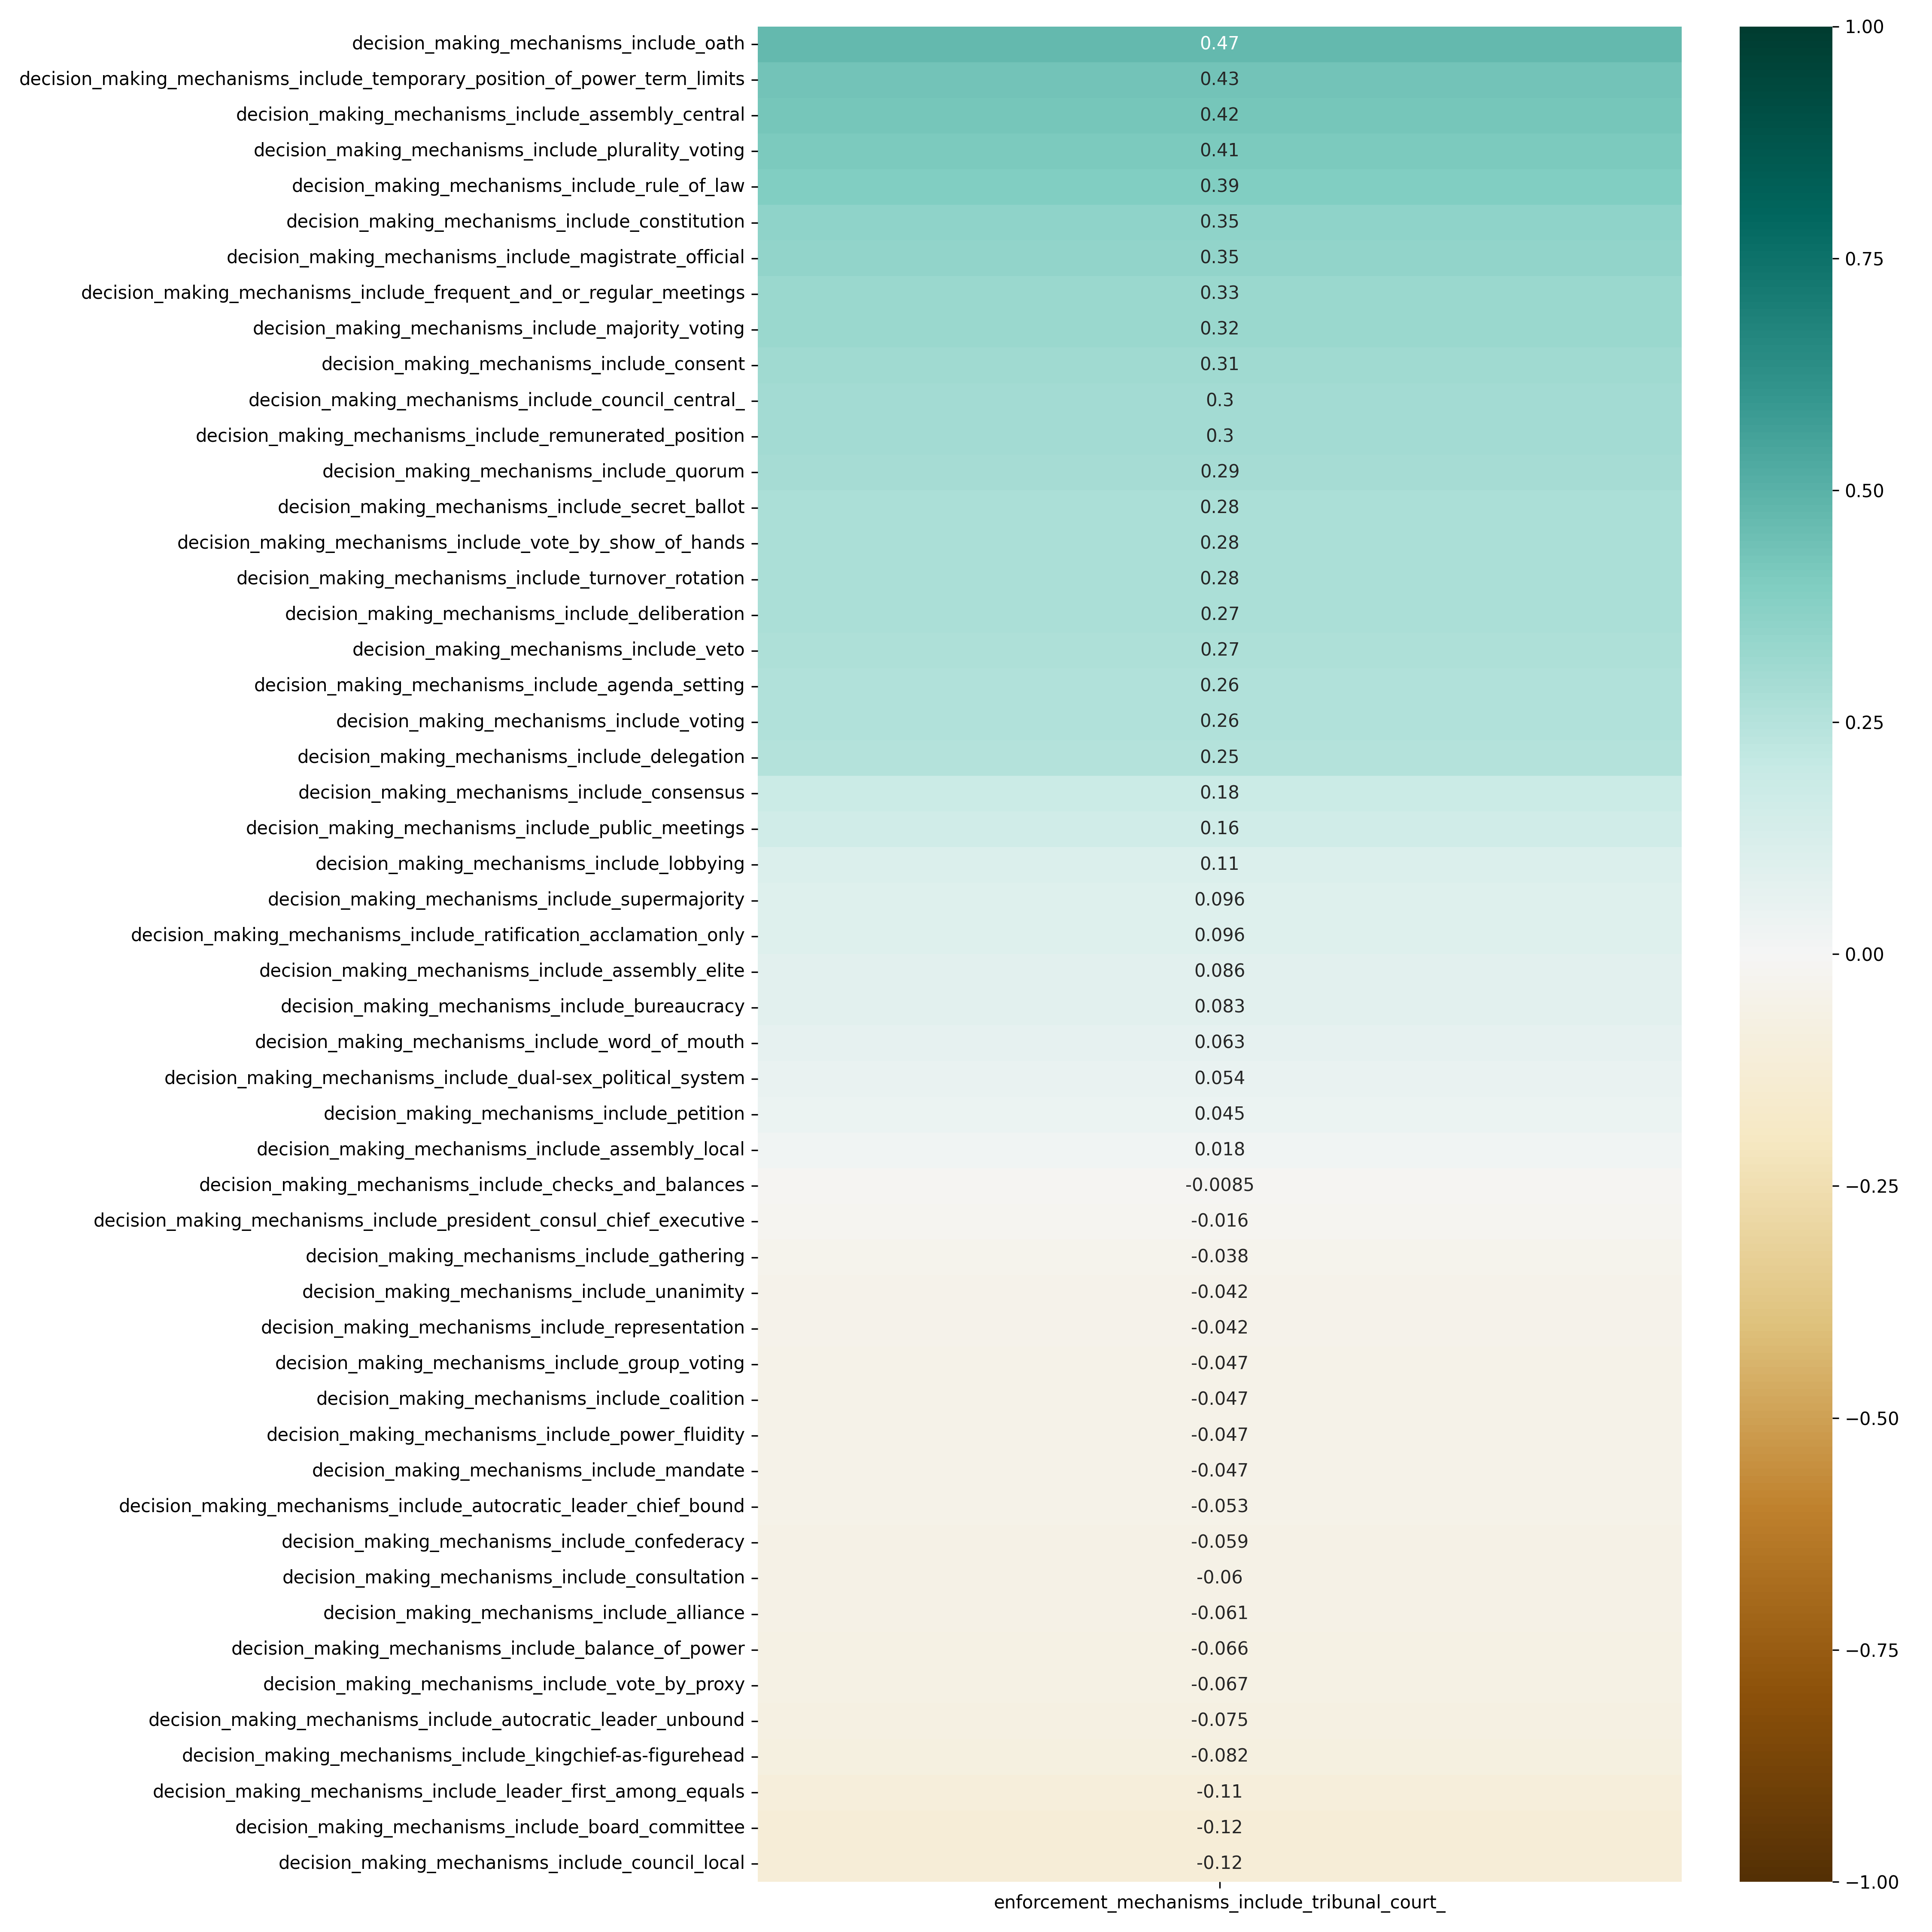 decision_making_mechanisms_include_oath 0.47
decision_making_mechanisms_include_temporary_position_of_power_term_limits 0.43
decision_making_mechanisms_include_assembly_central 0.42
decision_making_mechanisms_include_plurality_voting 0.41
decision_making_mechanisms_include_rule_of_law 0.39
decision_making_mechanisms_include_constitution 0.35
decision_making_mechanisms_include_magistrate_official 0.35
decision_making_mechanisms_include_frequent_and_or_regular_meetings 0.33
decision_making_mechanisms_include_majority_voting 0.32
decision_making_mechanisms_include_consent 0.31
decision_making_mechanisms_include_council_central_ 0.3
decision_making_mechanisms_include_remunerated_position 0.3
decision_making_mechanisms_include_quorum 0.29
decision_making_mechanisms_include_secret_ballot 0.28
decision_making_mechanisms_include_vote_by_show_of_hands 0.28
decision_making_mechanisms_include_turnover_rotation 0.28
decision_making_mechanisms_include_deliberation 0.27
decision_making_mechanisms_include_veto 0.27
decision_making_mechanisms_include_agenda_setting 0.26
decision_making_mechanisms_include_voting 0.26
decision_making_mechanisms_include_delegation 0.25
decision_making_mechanisms_include_consensus 0.18
decision_making_mechanisms_include_public_meetings 0.16
decision_making_mechanisms_include_lobbying 0.11
decision_making_mechanisms_include_supermajority 0.096
decision_making_mechanisms_include_ratification_acclamation_only 0.096
decision_making_mechanisms_include_assembly_elite 0.086
decision_making_mechanisms_include_bureaucracy 0.083
decision_making_mechanisms_include_word_of_mouth 0.063
decision_making_mechanisms_include_dual-sex_political_system 0.054
decision_making_mechanisms_include_petition 0.045
decision_making_mechanisms_include_assembly_local 0.018
decision_making_mechanisms_include_checks_and_balances -0.0085
decision_making_mechanisms_include_president_consul_chief_executive -0.016
decision_making_mechanisms_include_gathering -0.038
decision_making_mechanisms_include_unanimity -0.042
decision_making_mechanisms_include_representation -0.042
decision_making_mechanisms_include_group_voting -0.047
decision_making_mechanisms_include_coalition -0.047
decision_making_mechanisms_include_power_fluidity -0.047
decision_making_mechanisms_include_mandate -0.047
decision_making_mechanisms_include_autocratic_leader_chief_bound -0.053
decision_making_mechanisms_include_confederacy -0.059
decision_making_mechanisms_include_consultation -0.06
decision_making_mechanisms_include_alliance -0.061
decision_making_mechanisms_include_balance_of_power -0.066
decision_making_mechanisms_include_vote_by_proxy -0.067
decision_making_mechanisms_include_autocratic_leader_unbound -0.075
decision_making_mechanisms_include_kingchief-as-figurehead -0.082
decision_making_mechanisms_include_leader_first_among_equals -0.11
decision_making_mechanisms_include_board_committee -0.12
decision_making_mechanisms_include_council_local -0.12
enforcement_mechanisms_include_tribunal_court_
1.00
0.75
0.50
0.25
0.00
−0.25
−0.50
−0.75
−1.00